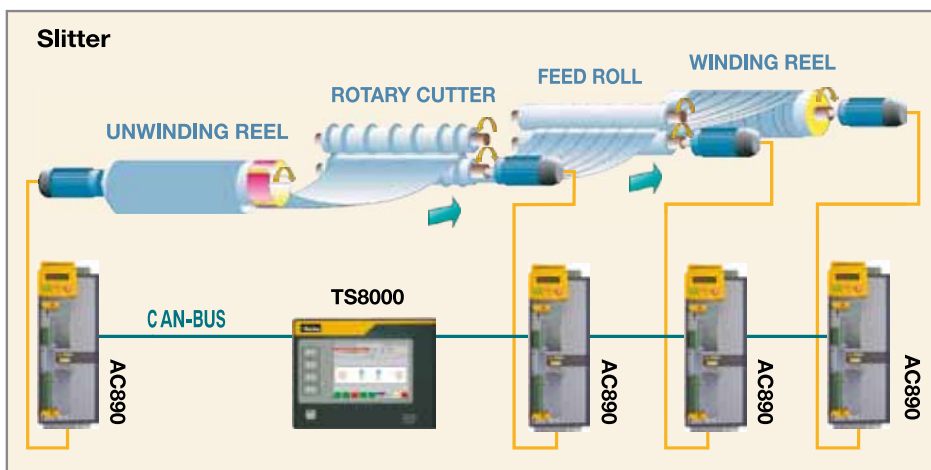 Slitter
UNWINDING REEL
ROTARY CUTTER
FEED ROLL
WINDING REEL
CAN-BUS
TS8000
AC890
AC890
AC890
AC890